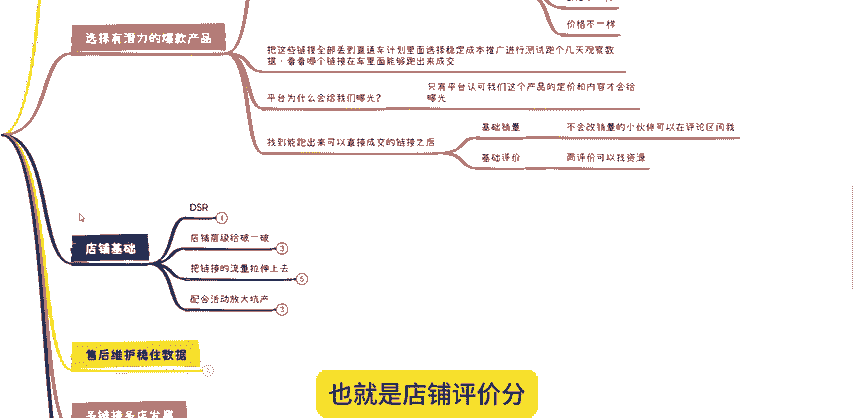 价格不一样
选择有潜力的爆款产品
把这些链接全部丢到直通车计划里面选择稳定成本推广进行测试跑个几天观察数
据,看看哪个链接在车里面能够跑出来成交
平台为什么会给我们曝光?
只有平台认可我们这个产品的定价和内容才会给
曝光
找到能跑出来可以直接成交的链接之后
基础销量
不会改销量的小伙伴可以在评论区问我
基础评价
高评价可以找资源
DSR
4
店铺基础
店铺层级给破一破
3
把链接的流量拉伸上去
5
配合活动放大坑产
3
售后维护稳住数据
多链接多店发展
也就是店铺评价分